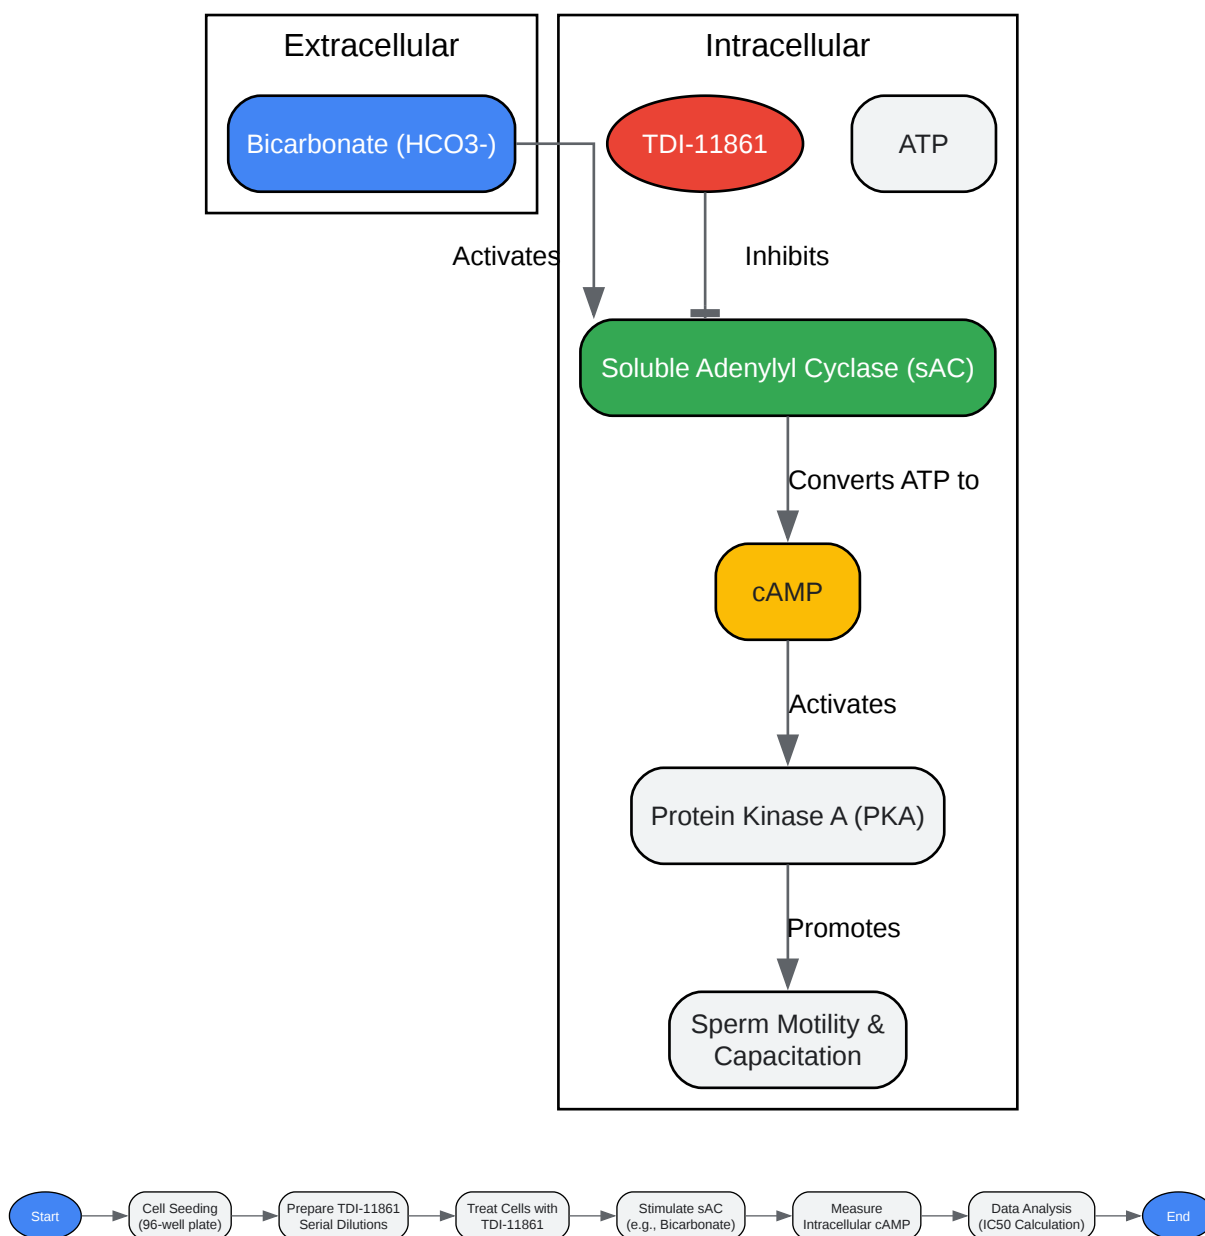 Extracellular
Intracellular
Bicarbonate (HCO3-)
TDI-11861
ATP
Activates
Inhibits
Soluble Adenylyl Cyclase (sAC)
Converts ATP to
cAMP
Activates
Protein Kinase A (PKA)
Promotes
Sperm Motility &
Capacitation
Start
Cell Seeding
(96-well plate)
Prepare TDI-11861
Serial Dilutions
Treat Cells with
TDI-11861
Stimulate sAC
(e.g., Bicarbonate)
Measure
Intracellular cAMP
Data Analysis
(IC50 Calculation)
End